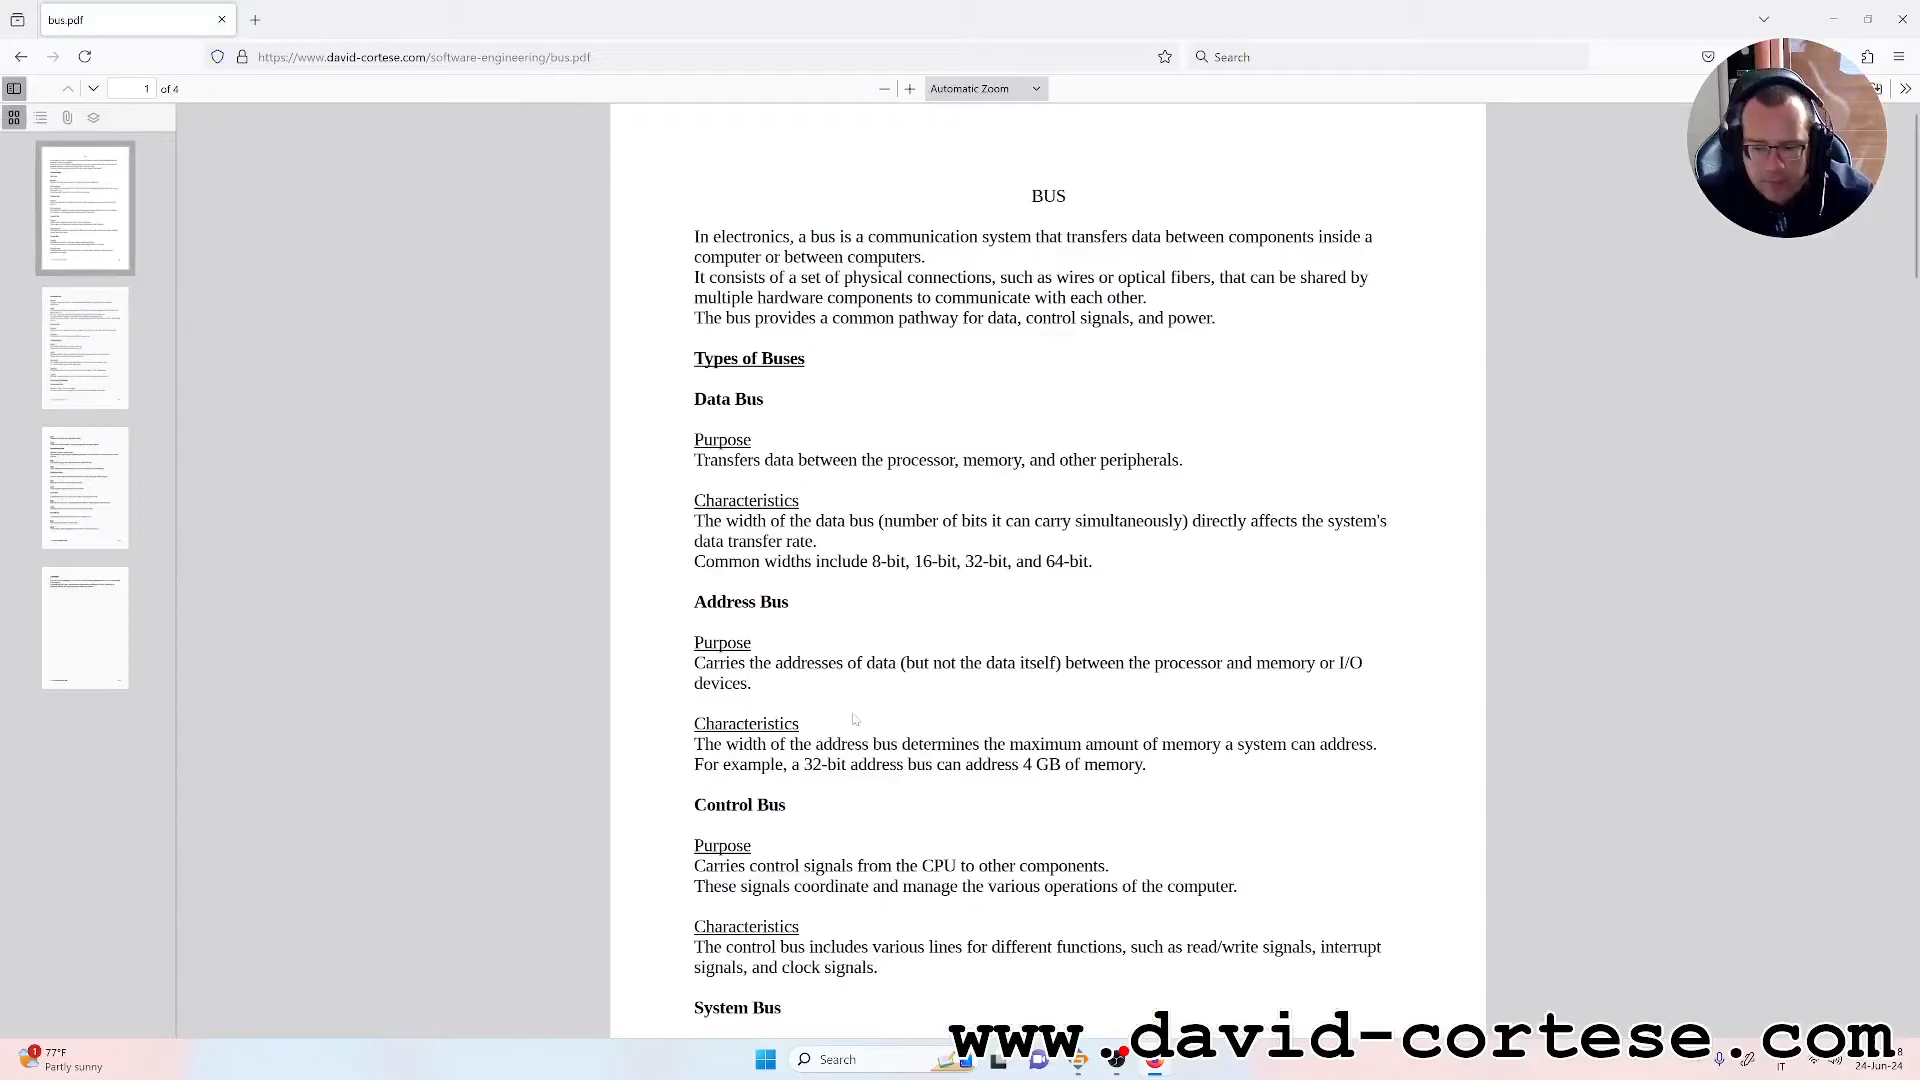 bus.pdf
https://www.david-cortese.com/software-engineering/bus.pdf
Search
1 of 4
Automatic Zoom
BUS
In electronics, a bus is a communication system that transfers data between components inside a
computer or between computers.
It consists of a set of physical connections, such as wires or optical fibers, that can be shared by
multiple hardware components to communicate with each other.
The bus provides a common pathway for data, control signals, and power.
Types of Buses
Data Bus
Purpose
Transfers data between the processor, memory, and other peripherals.
Characteristics
The width of the data bus (number of bits it can carry simultaneously) directly affects the system's
data transfer rate.
Common widths include 8-bit, 16-bit, 32-bit, and 64-bit.
Address Bus
Purpose
Carries the addresses of data (but not the data itself) between the processor and memory or I/O
devices.
Characteristics
The width of the address bus determines the maximum amount of memory a system can address.
For example, a 32-bit address bus can address 4 GB of memory.
Control Bus
Purpose
Carries control signals from the CPU to other components.
These signals coordinate and manage the various operations of the computer.
Characteristics
The control bus includes various lines for different functions, such as read/write signals, interrupt
signals, and clock signals.
System Bus
www.david-cortese.com
1
77°F
Partly sunny
Search
IT
24-Jun-24